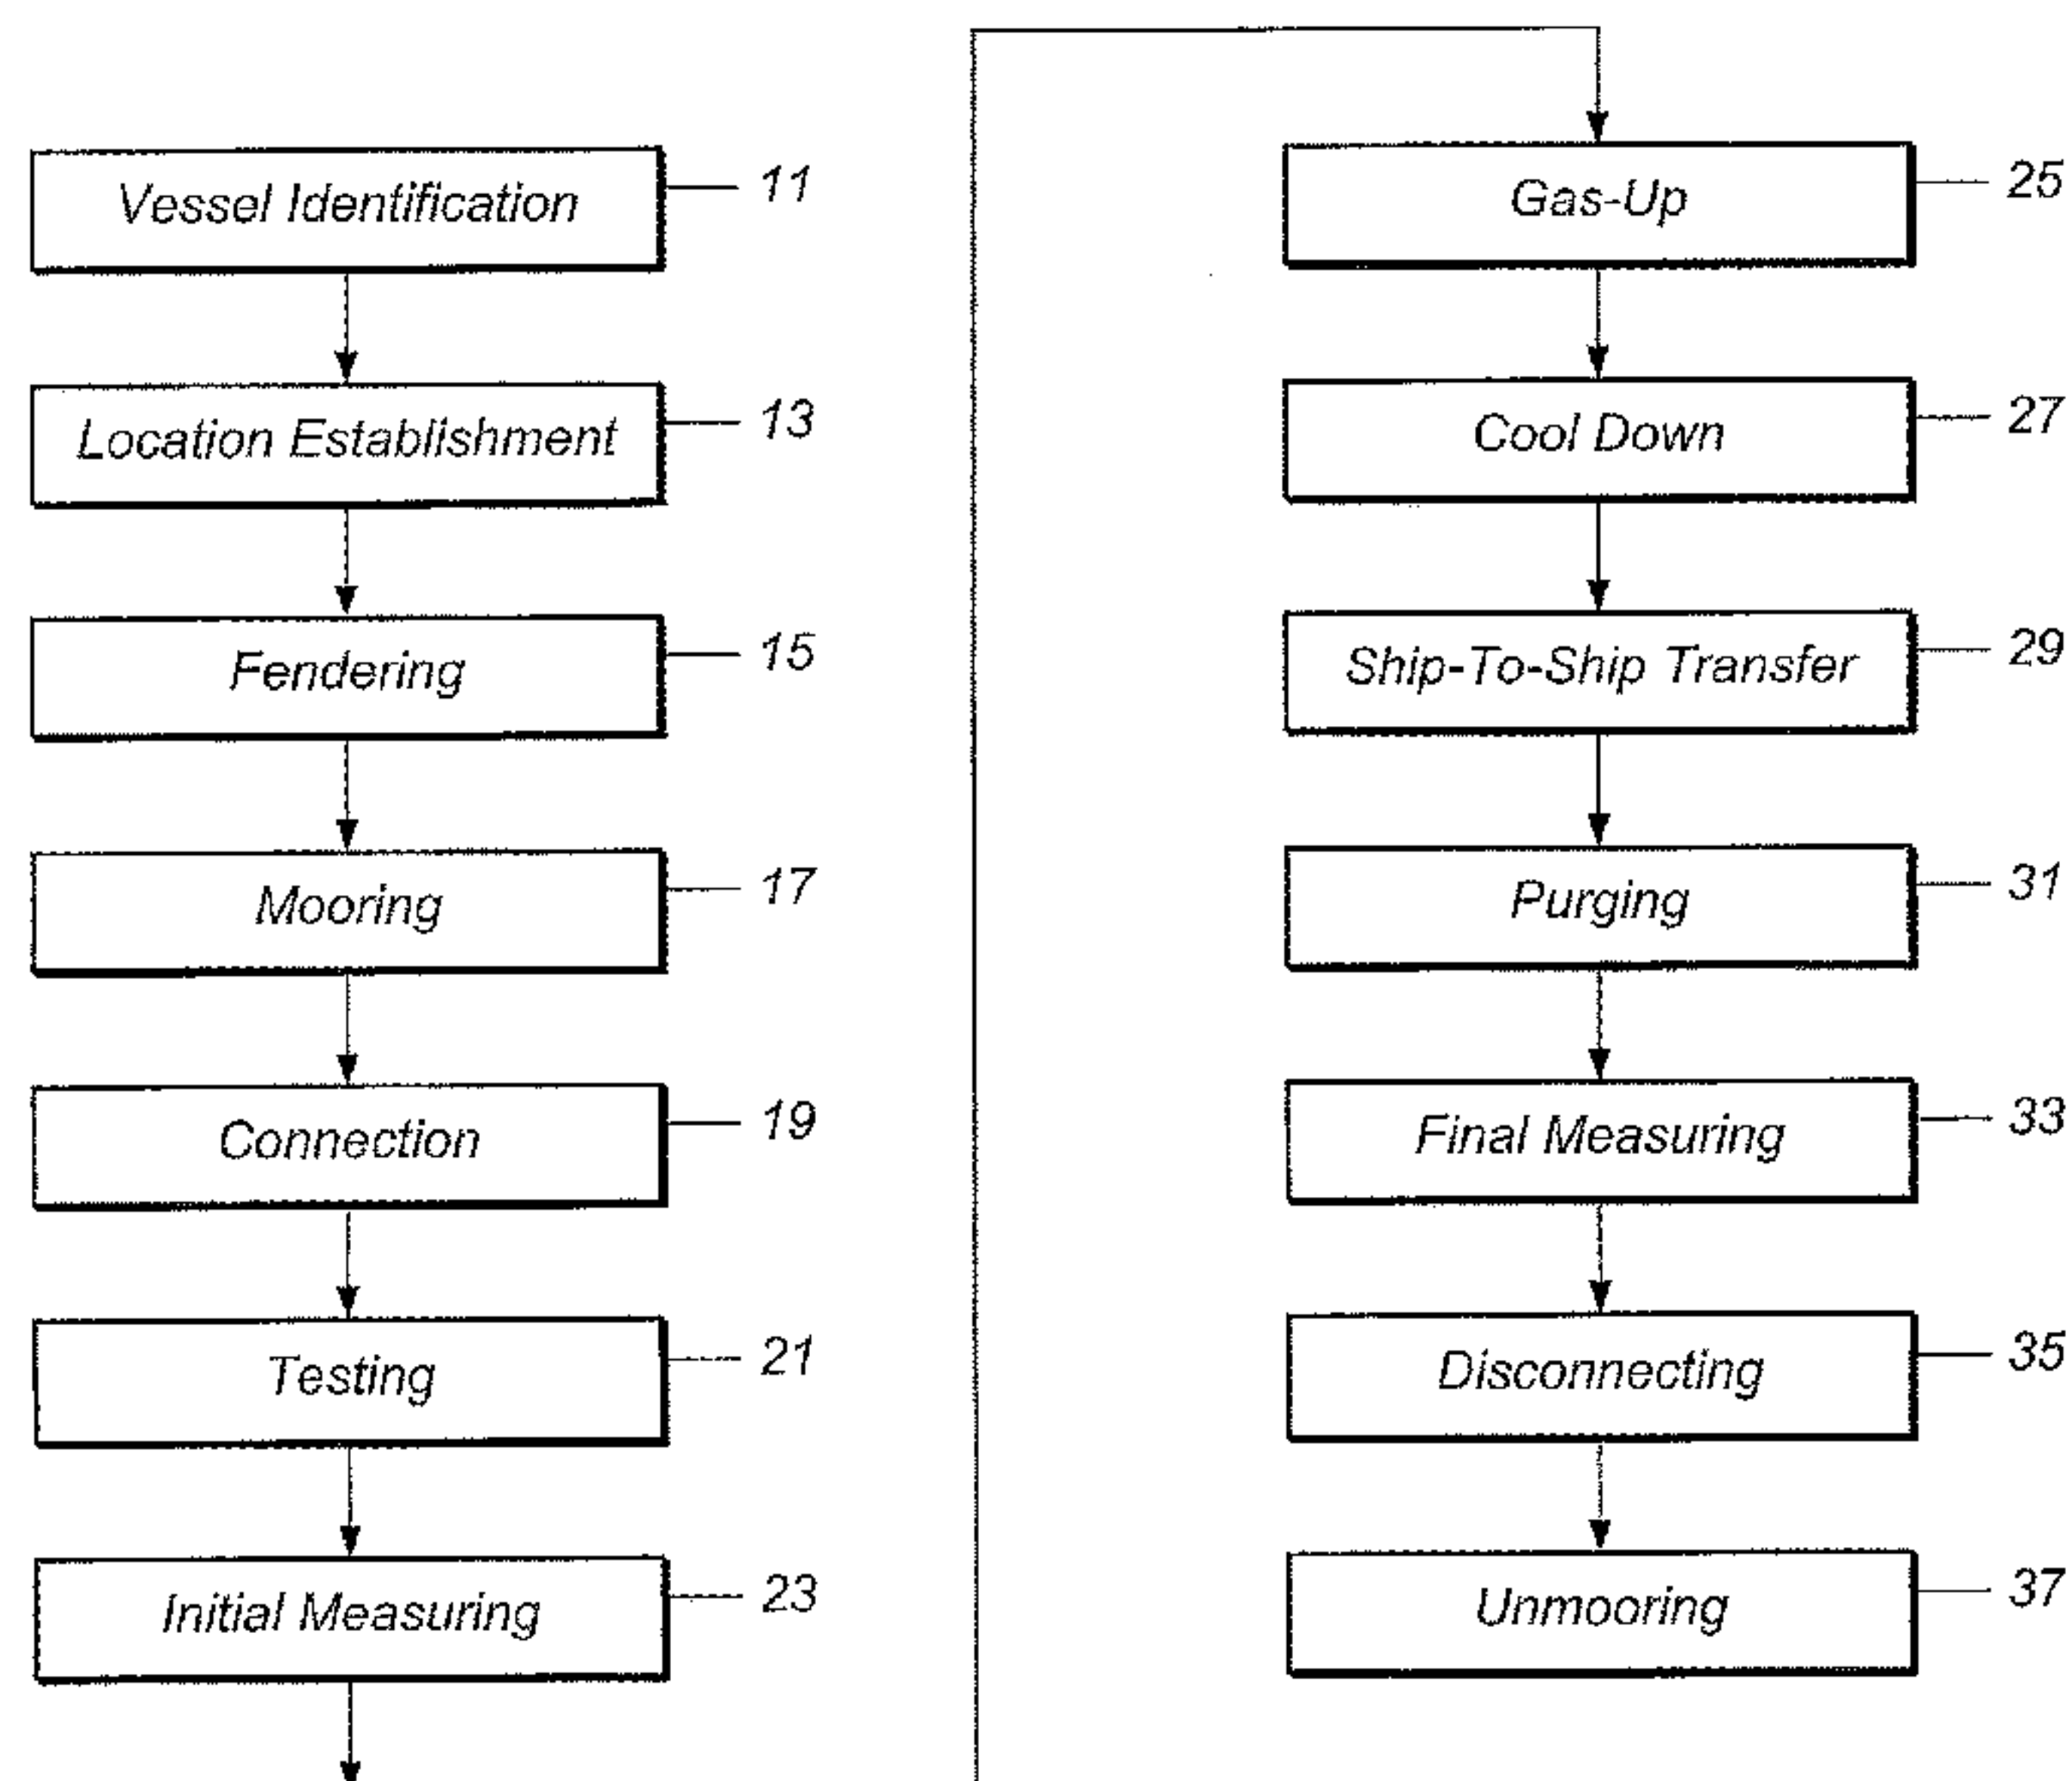 Vessel Identification 11
Location Establishment 13
Fendering 15
Mooring 17
Connection 19
Testing 21
Initial Measuring 23
Gas-Up 25
Cool Down 27
Ship-To-Ship Transfer 29
Purging 31
Final Measuring 33
Disconnecting 35
Unmooring 37